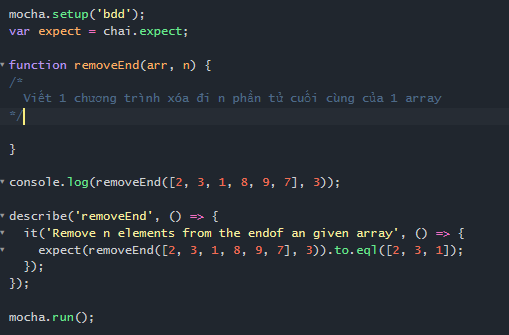 mocha.setup('bdd');
var expect = chai.expect;
function removeEnd(arr, n) {
/*
Viết 1 chương trình xóa đi n phần tử cuối cùng của 1 array
*/
}
console.log(removeEnd([2, 3, 1, 8, 9, 7], 3));
describe('removeEnd', () => {
it('Remove n elements from the endof an given array', () => {
expect(removeEnd([2, 3, 1, 8, 9, 7], 3)).to.eql([2, 3, 1]);
});
});
mocha.run();